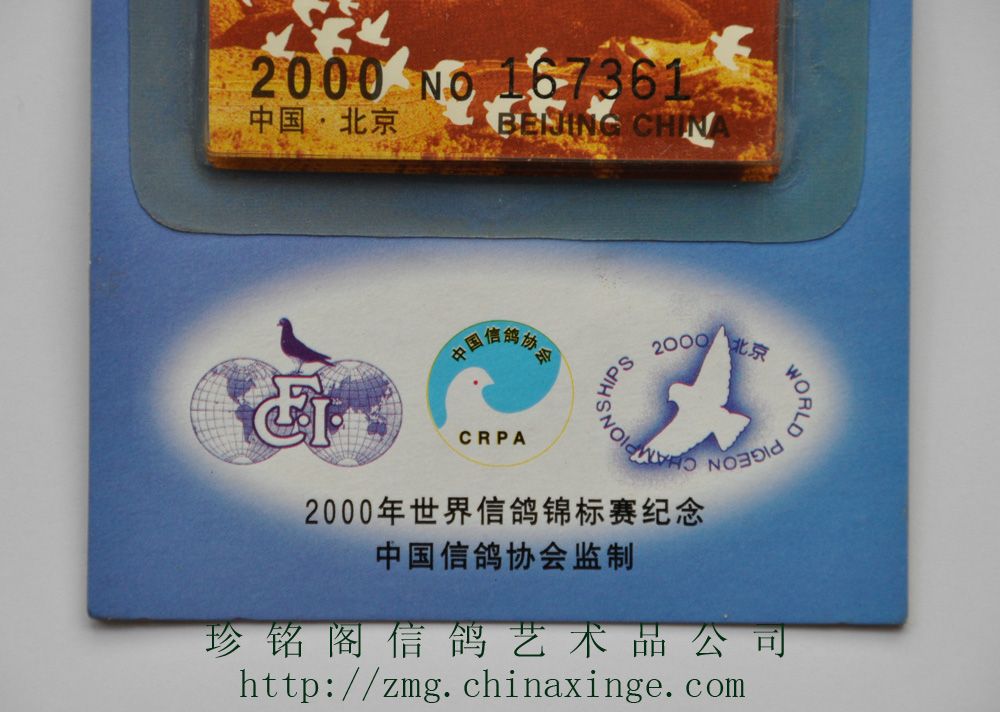 2000 NO 167361
中国·北京 BEIJING CHINA
F.C.I.
中国信鸽协会
CRPA
2000 北京 WORLD PIGEON CHAMPIONSHIPS
2000年世界信鸽锦标赛纪念
中国信鸽协会监制
珍铭阁信鸽艺术品公司
http://zmg.chinaxinge.com